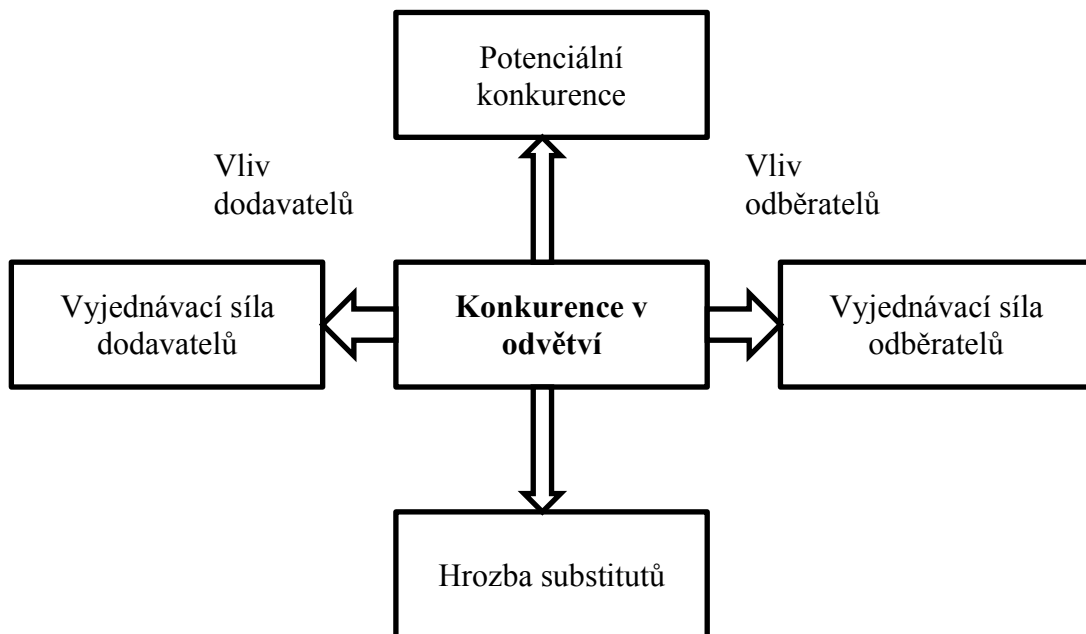 Potenciální
konkurence
Vliv
dodavatelů
Vliv
odběratelů
Vyjednávací síla
dodavatelů
Konkurence v
odvětví
Vyjednávací síla
odběratelů
Hrozba substitutů